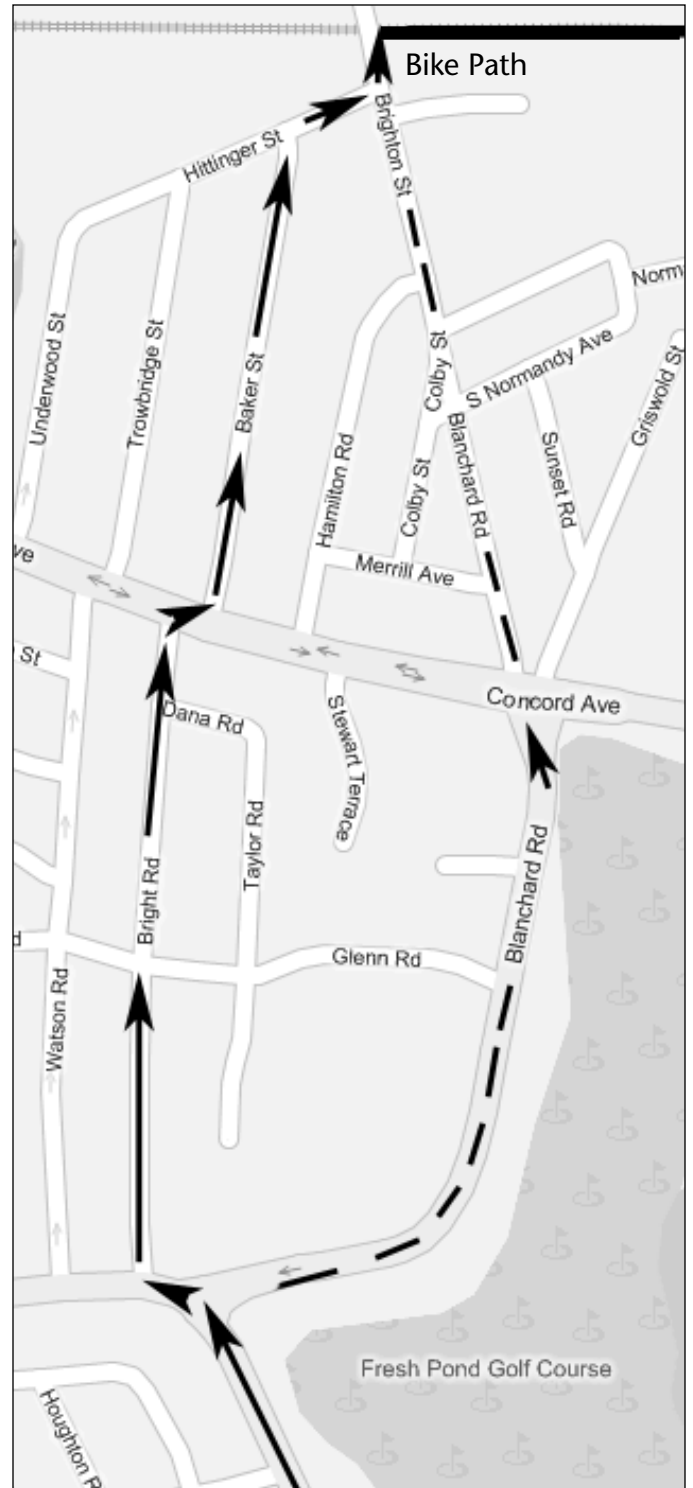 Bike Path
Brighton St
Hittinger St
Norm
Underwood St
Trowbridge St
Baker St
Colby St
S Normandy Ave
Griswold St
Hamilton Rd
Colby St
Blanchard Rd
Sunset Rd
ve
Merrill Ave
St
Dana Rd
Stewart Terrace
Concord Ave
Taylor Rd
Bright Rd
Blanchard Rd
d
Glenn Rd
Watson Rd
Fresh Pond Golf Course
Houghton R